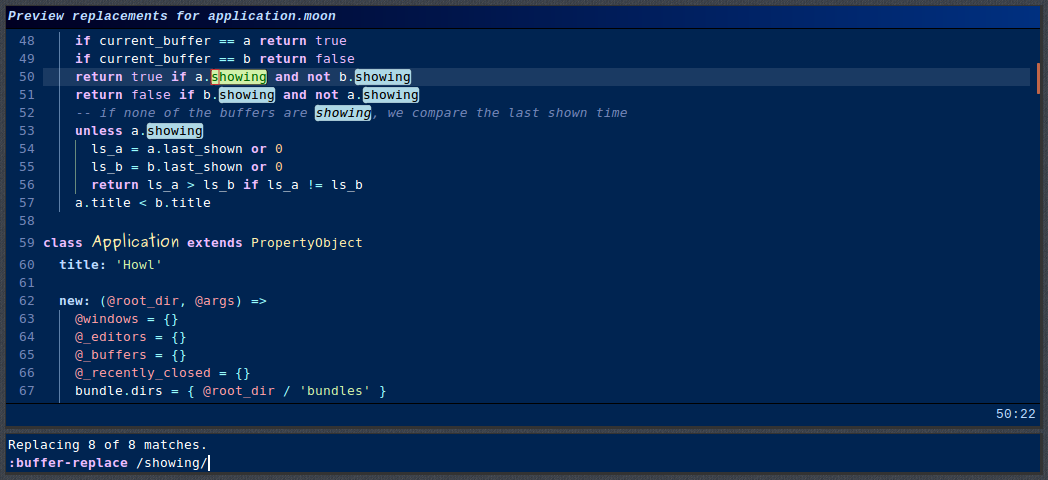 Preview replacements for application.moon
48 if current_buffer == a return true
49 if current_buffer == b return false
50 return true if a.showing and not b.showing
51 return false if b.showing and not a.showing
52 -- if none of the buffers are showing, we compare the last shown time
53 unless a.showing
54 ls_a = a.last_shown or 0
55 ls_b = b.last_shown or 0
56 return ls_a > ls_b if ls_a != ls_b
57 a.title < b.title
58
59 class Application extends PropertyObject
60 title: 'Howl'
61
62 new: (@root_dir, @args) =>
63 @windows = {}
64 @_editors = {}
65 @_buffers = {}
66 @_recently_closed = {}
67 bundle.dirs = { @root_dir / 'bundles' }
50:22
Replacing 8 of 8 matches.
:buffer-replace /showing/